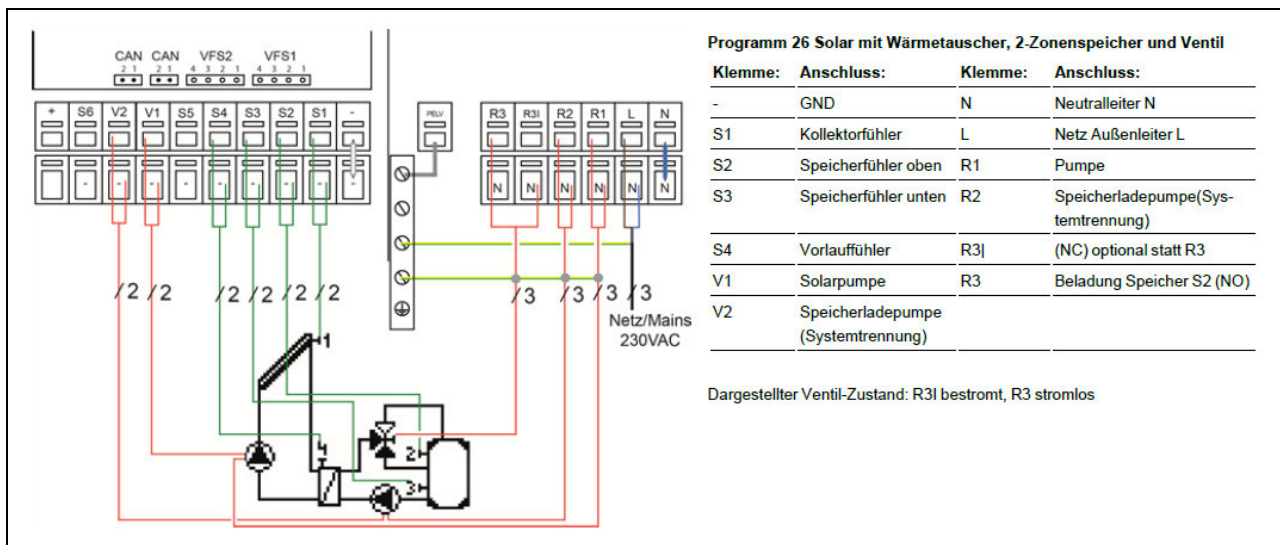 CAN CAN VFS2 VFS1
2 1 2 1 4 3 2 1 4 3 2 1
+ S6 V2 V1 S5 S4 S3 S2 S1 -
- - - - - - - - -
PELV
R3 R3I R2 R1 L N
N N N N N N
/2 /2 /2 /2 /2 /2
/3 /3 /3 /3
Netz/Mains
230VAC
1
4
2
3
Programm 26 Solar mit Wärmetauscher, 2-Zonenspeicher und Ventil
Klemme: Anschluss: Klemme: Anschluss:
- GND N Neutralleiter N
S1 Kollektorfühler L Netz Außenleiter L
S2 Speicherfühler oben R1 Pumpe
S3 Speicherfühler unten R2 Speicherladepumpe(Sys-
temtrennung)
S4 Vorlauffühler R3| (NC) optional statt R3
V1 Solarpumpe R3 Beladung Speicher S2 (NO)
V2 Speicherladepumpe
(Systemtrennung)
Dargestellter Ventil-Zustand: R3I bestromt, R3 stromlos